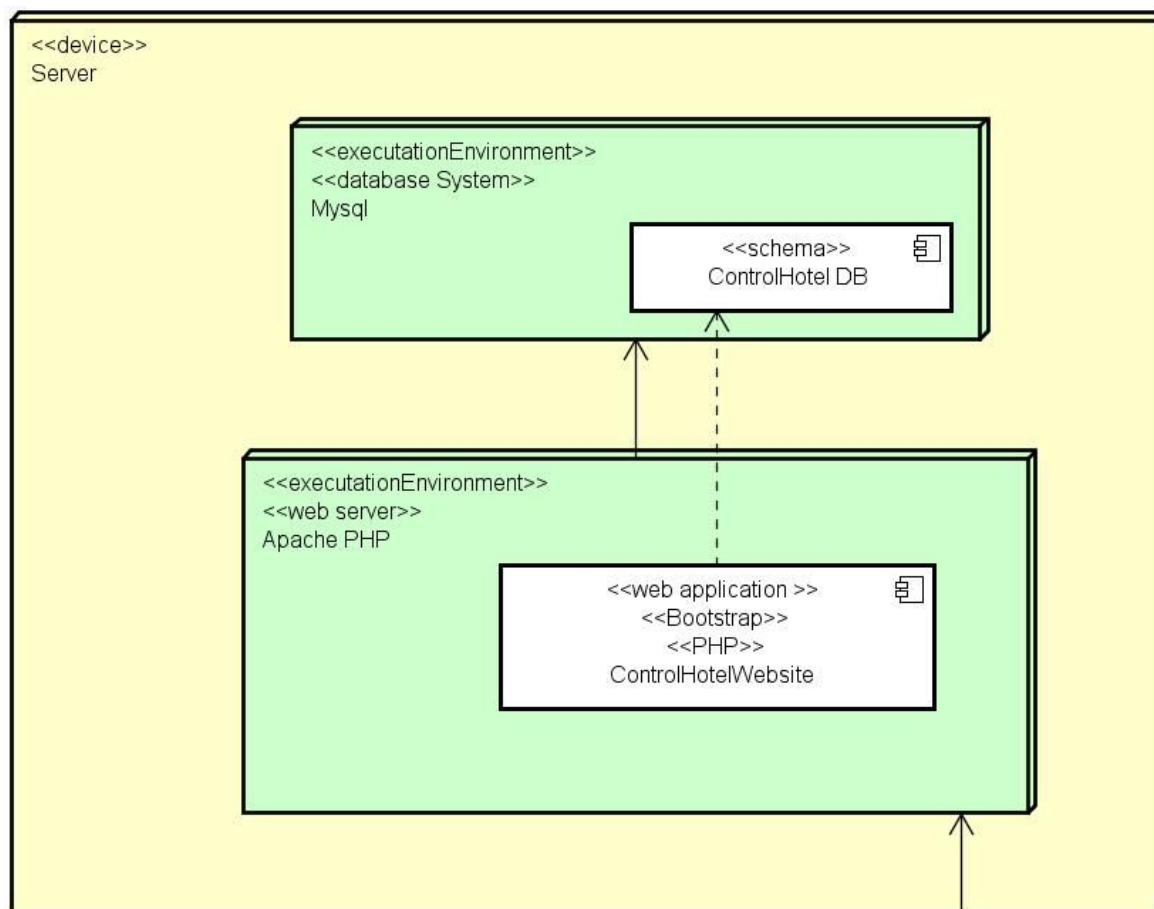 <<device>>
Server
<<executationEnvironment>>
<<database System>>
Mysql
<<schema>>
ControlHotel DB
<<executationEnvironment>>
<<web server>>
Apache PHP
<<web application >>
<<Bootstrap>>
<<PHP>>
ControlHotelWebsite